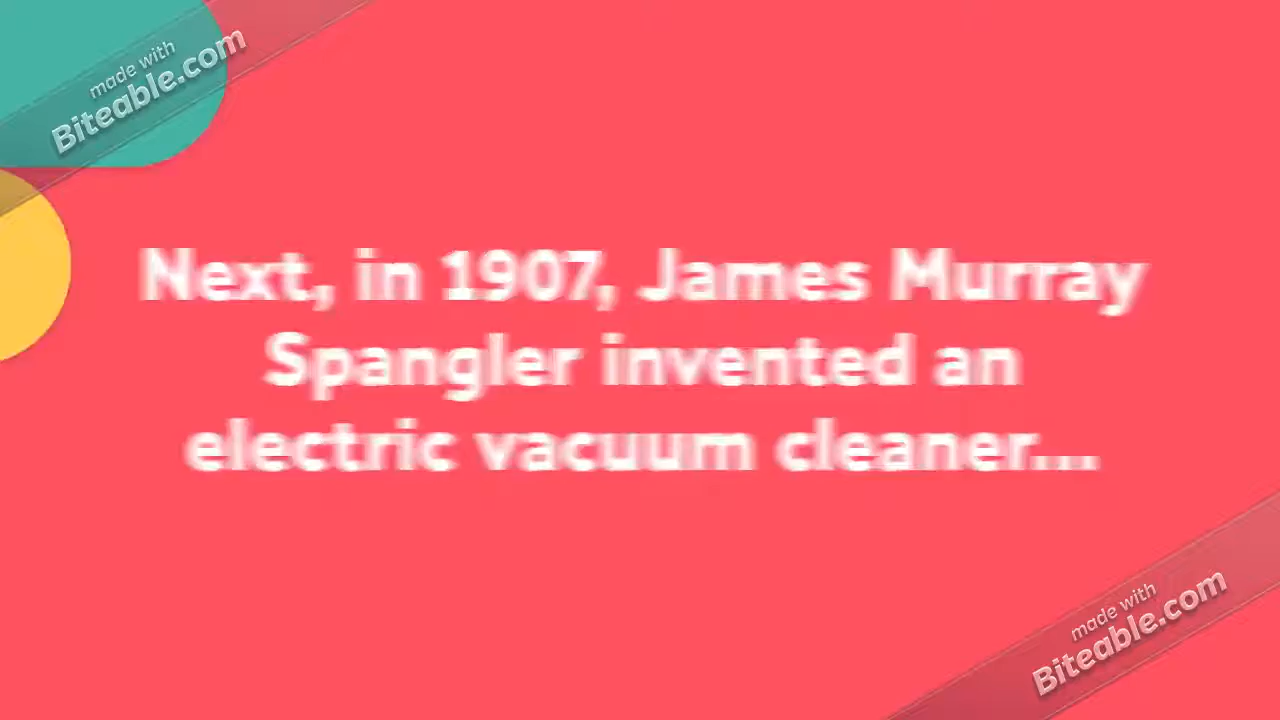 made with
Biteable.com
Next, in 1907, James Murray
Spangler invented an
electric vacuum cleaner...
made with
Biteable.com